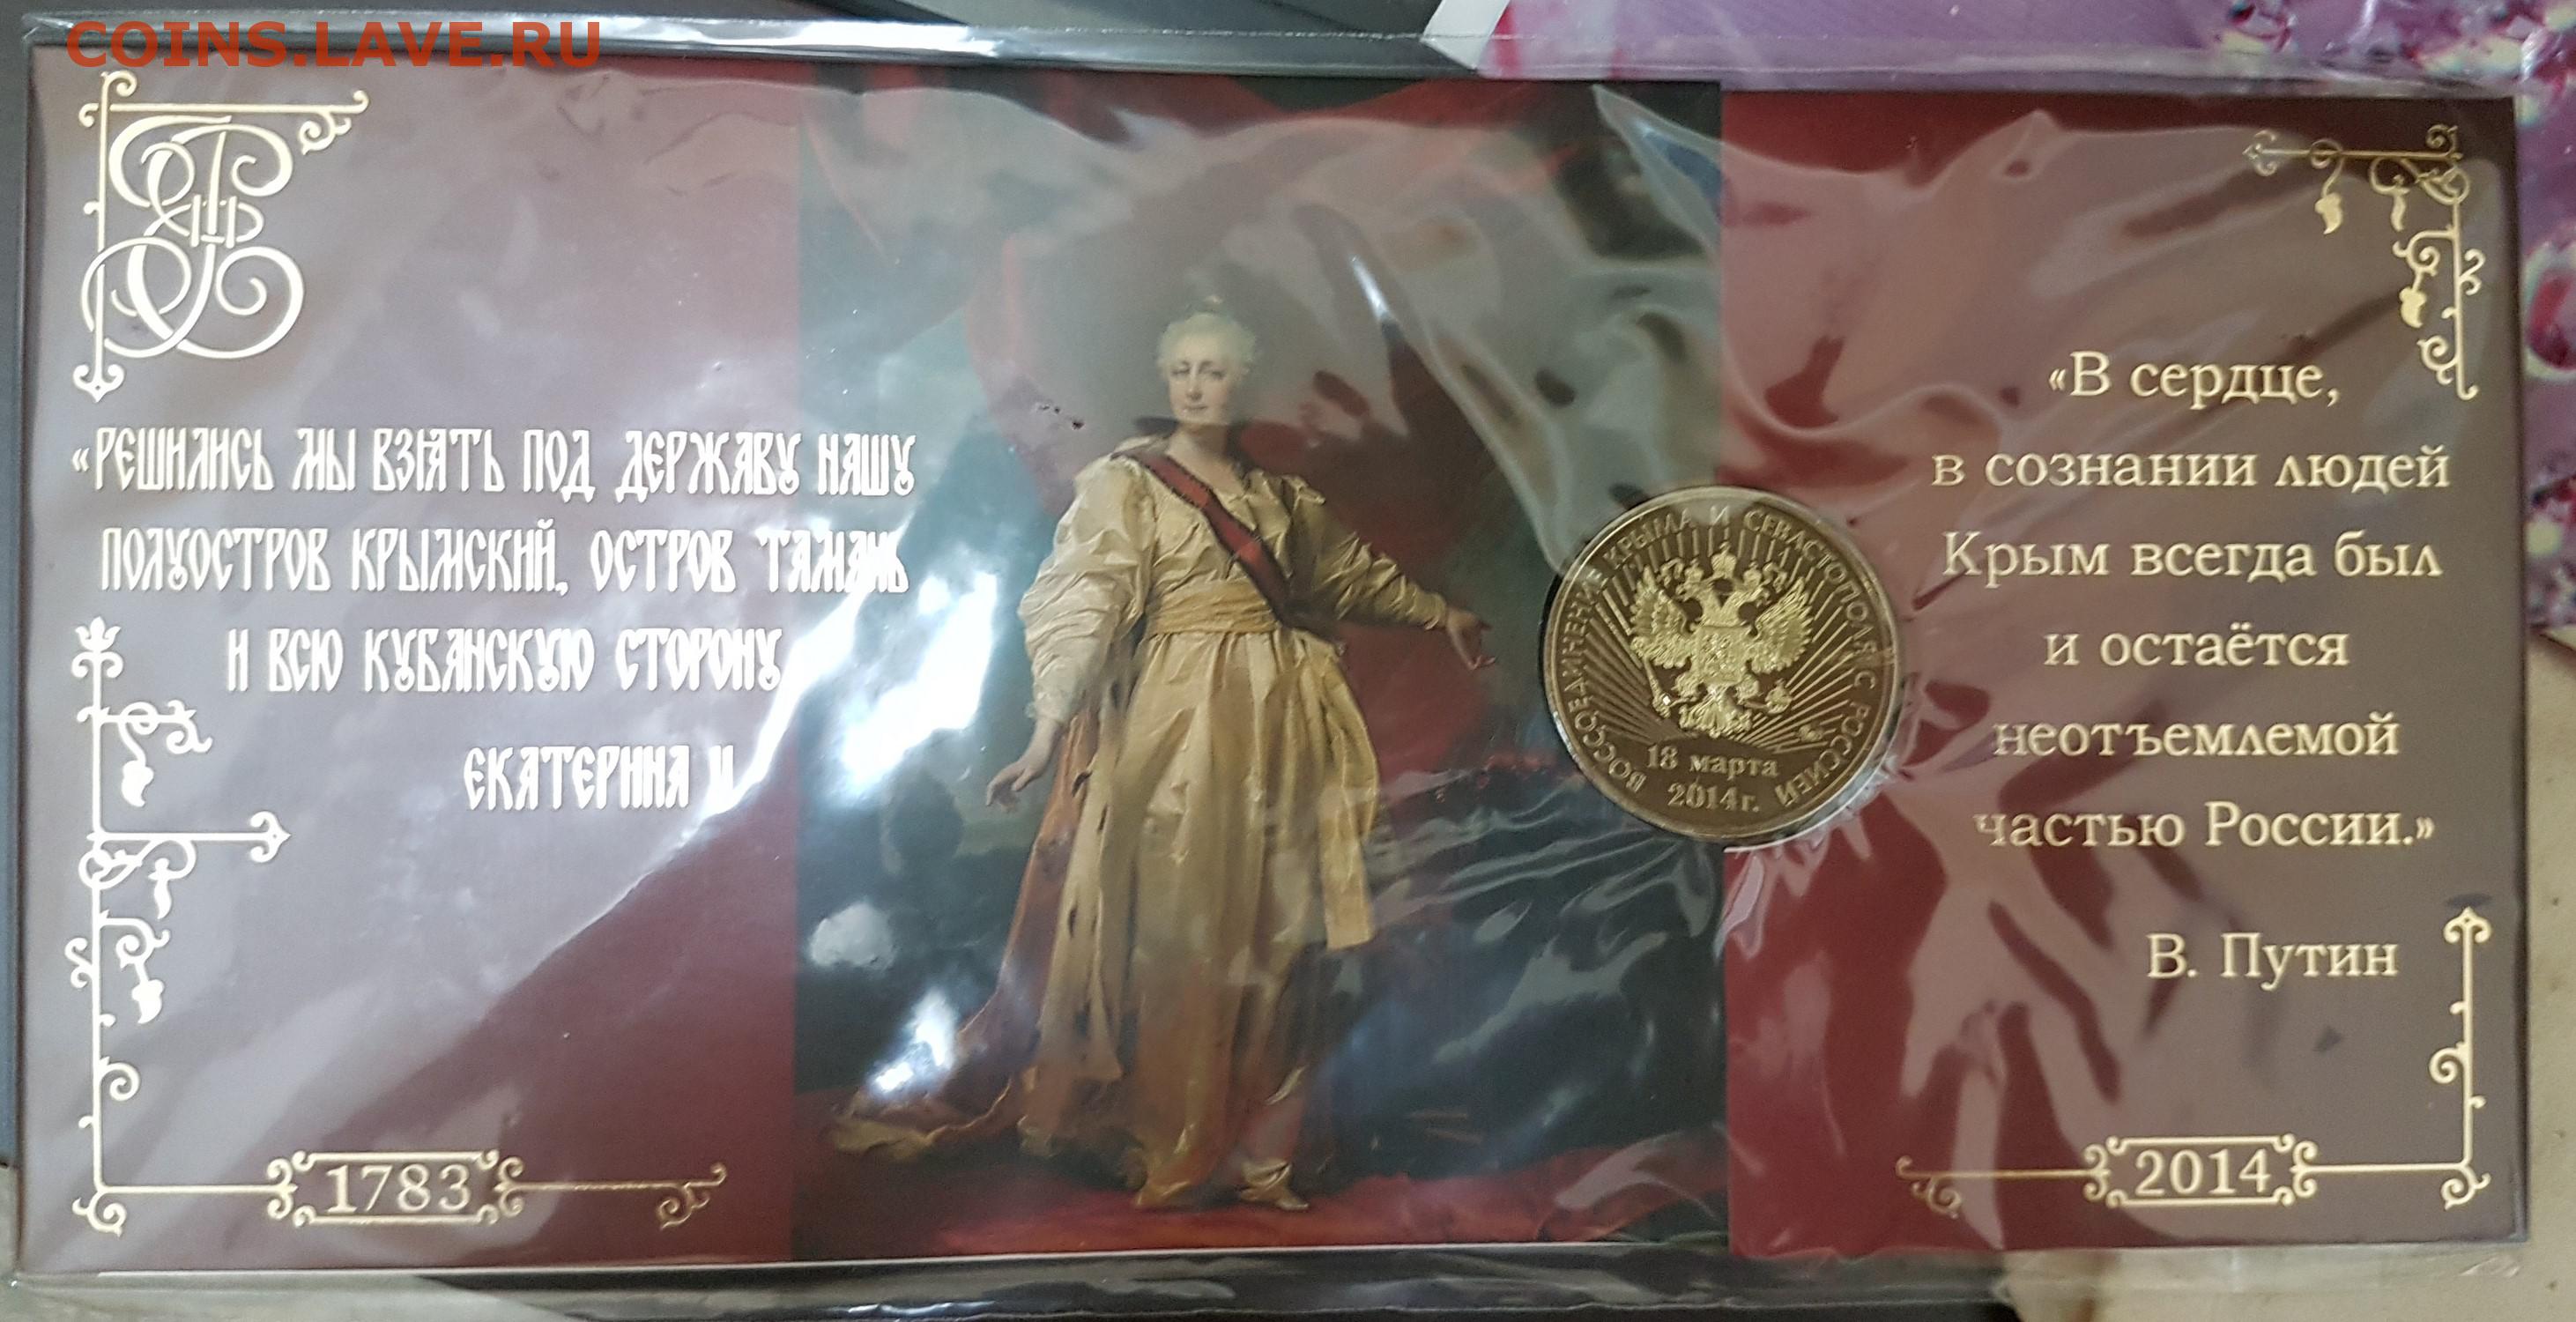 COINS.LAVE.RU
«РЕШИЛИСЬ МЫ ВЗЯТЬ ПОД ДЕРЖАВУ НАШУ
ПОЛУОСТРОВ КРЫМСКИЙ, ОСТРОВ ТАМАНЬ
И ВСЮ КУБАНСКУЮ СТОРОНУ
ЕКАТЕРИНА II
1783
ВОССОЕДИНЕНИЕ КРЫМА И СЕВАСТОПОЛЯ С РОССИЕЙ
18 марта
2014г.
«В сердце,
в сознании людей
Крым всегда был
и остаётся
неотъемлемой
частью России.»
В. Путин
2014